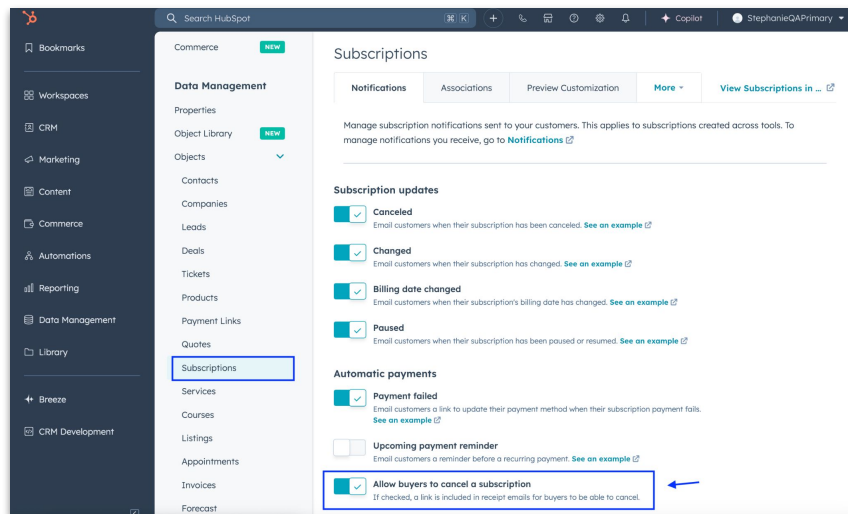 Search HubSpot
⌘ K
Copilot
StephanieQAPrimary
Bookmarks
Workspaces
CRM
Marketing
Content
Commerce
Automations
Reporting
Data Management
Library
Breeze
CRM Development
Commerce NEW
Data Management
Properties
Object Library NEW
Objects
Contacts
Companies
Leads
Deals
Tickets
Products
Payment Links
Quotes
Subscriptions
Services
Courses
Listings
Appointments
Invoices
Forecast
Subscriptions
Notifications Associations Preview Customization More View Subscriptions in ...
Manage subscription notifications sent to your customers. This applies to subscriptions created across tools. To
manage notifications you receive, go to Notifications
Subscription updates
Canceled
Email customers when their subscription has been canceled. See an example
Changed
Email customers when their subscription has changed. See an example
Billing date changed
Email customers when their subscription's billing date has changed. See an example
Paused
Email customers when their subscription has been paused or resumed. See an example
Automatic payments
Payment failed
Email customers a link to update their payment method when their subscription payment fails.
See an example
Upcoming payment reminder
Email customers a reminder before a recurring payment. See an example
Allow buyers to cancel a subscription
If checked, a link is included in receipt emails for buyers to be able to cancel.